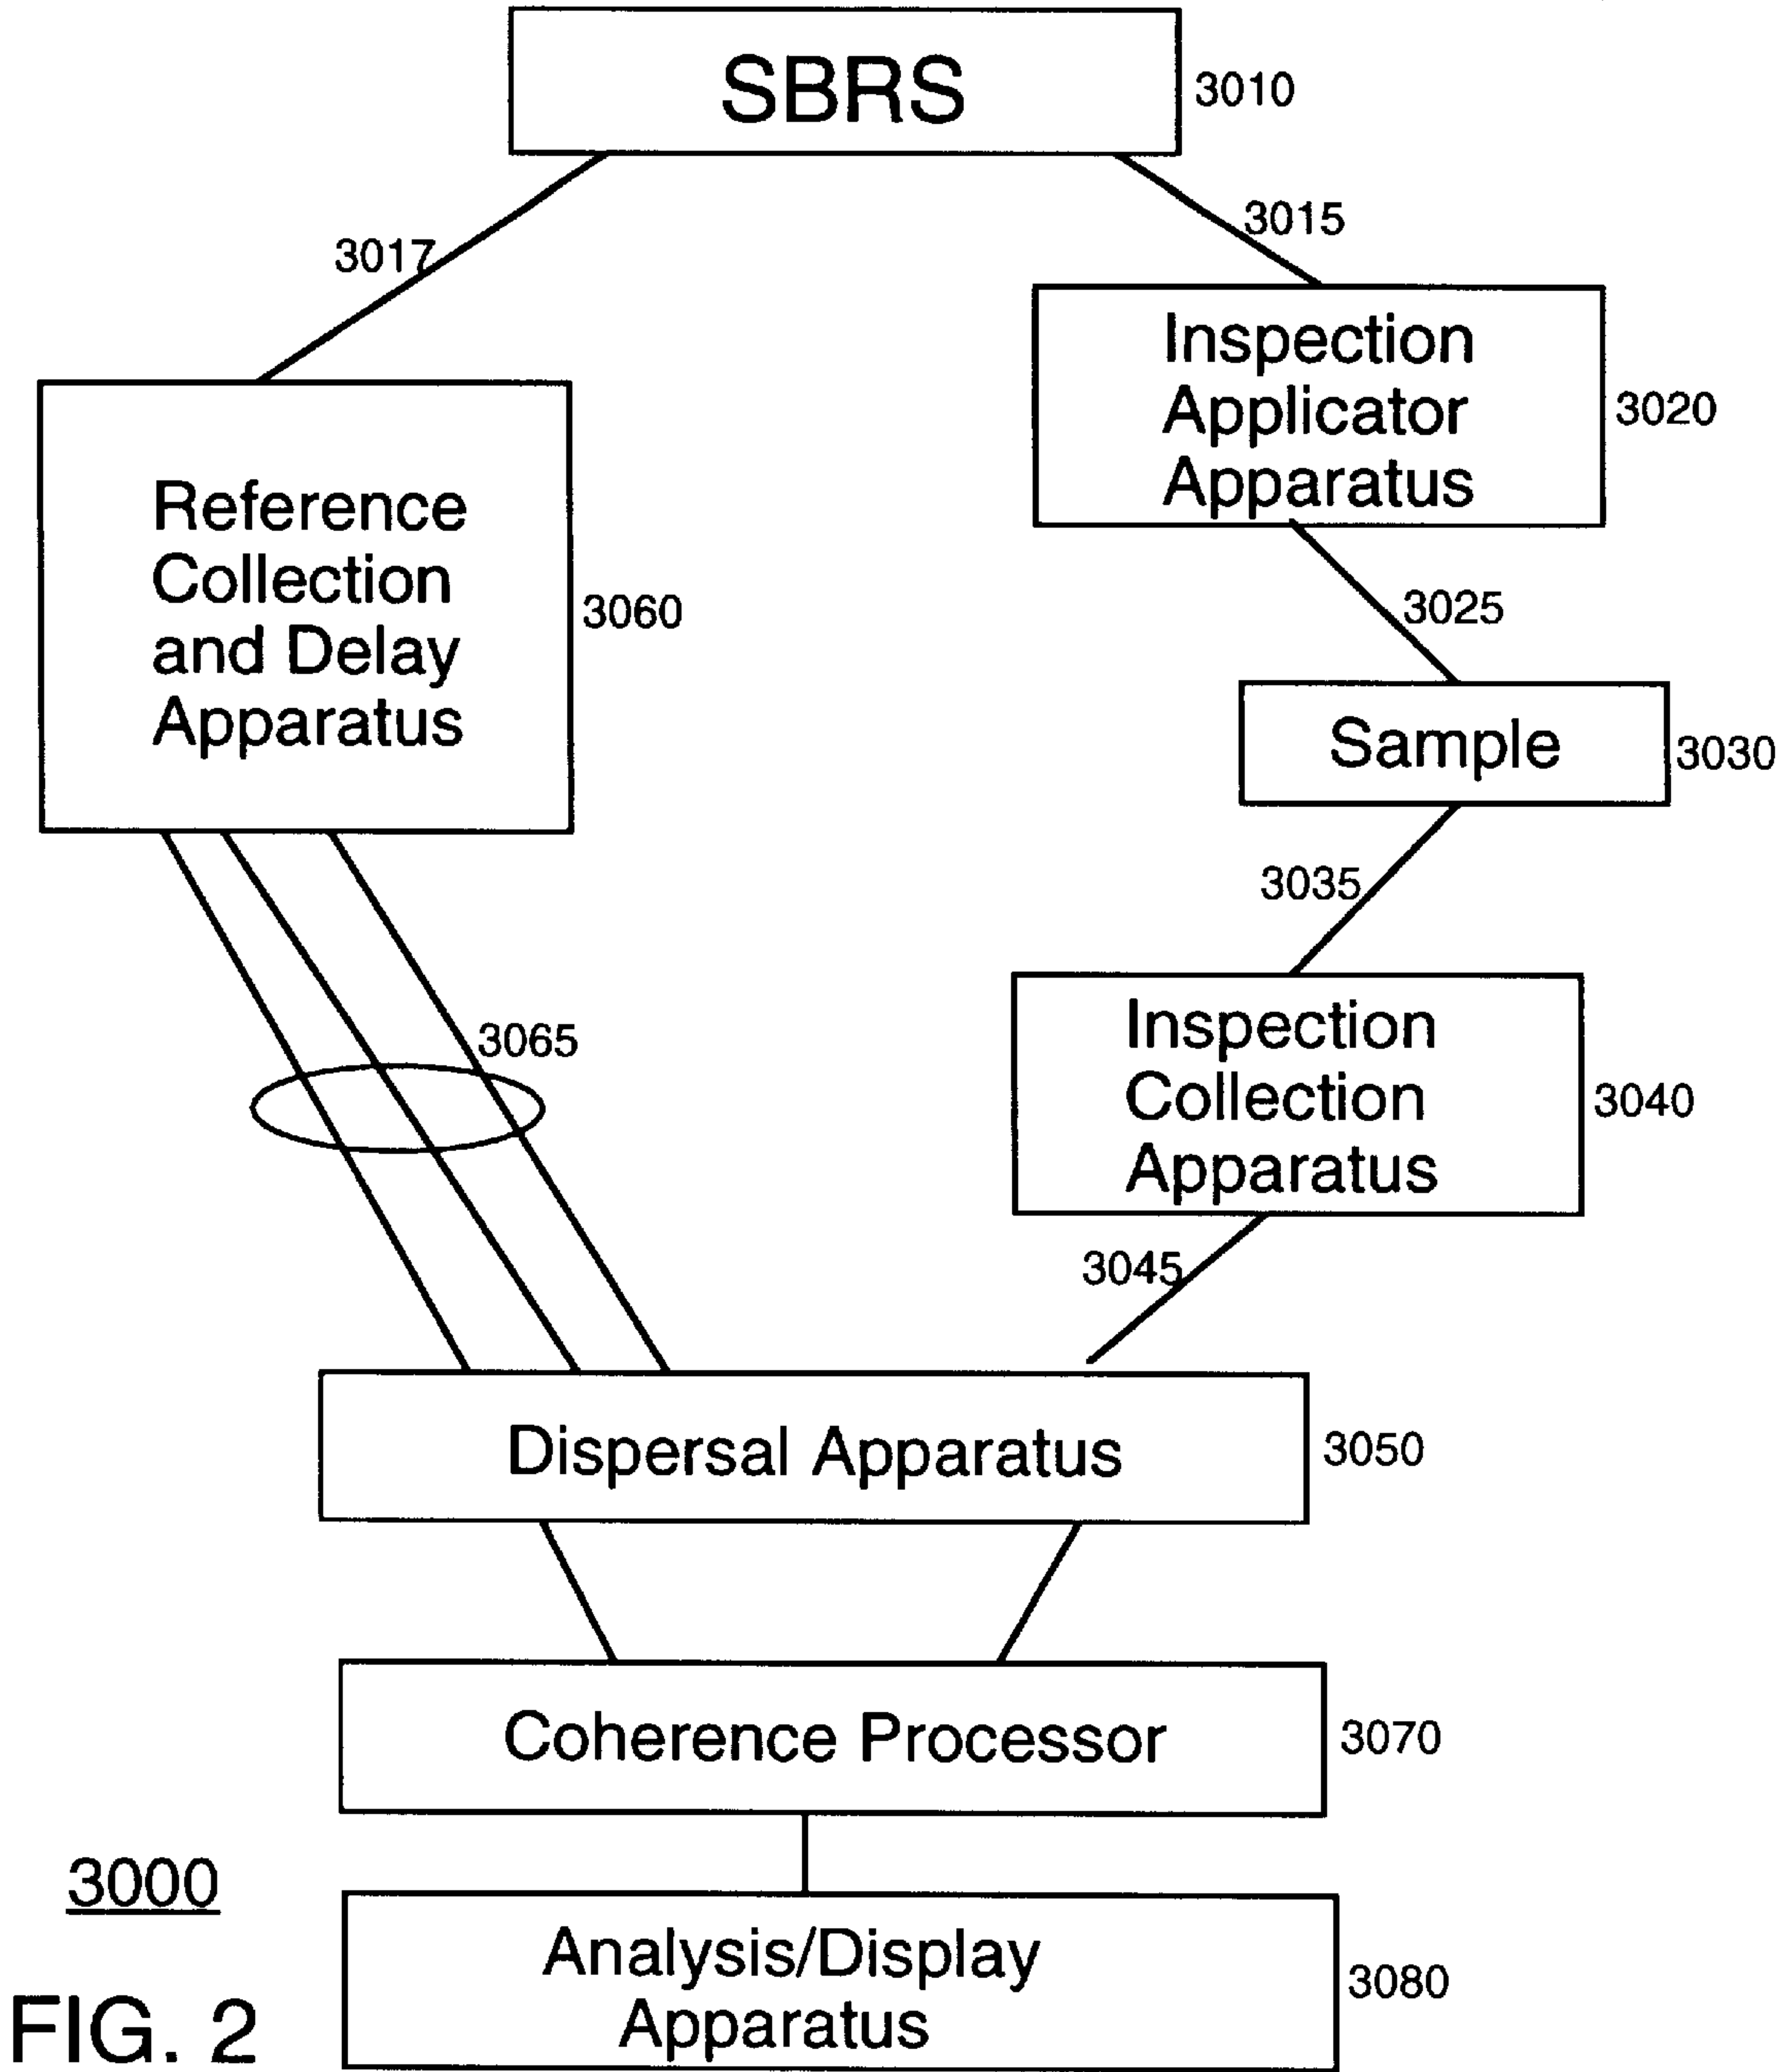 SBRS
3010
3017
3015
Inspection
Applicator
Apparatus
3020
Reference
Collection
and Delay
Apparatus
3060
3025
Sample
3030
3035
Inspection
Collection
Apparatus
3040
3065
3045
Dispersal Apparatus
3050
Coherence Processor
3070
3000
Analysis/Display
Apparatus
3080
FIG. 2